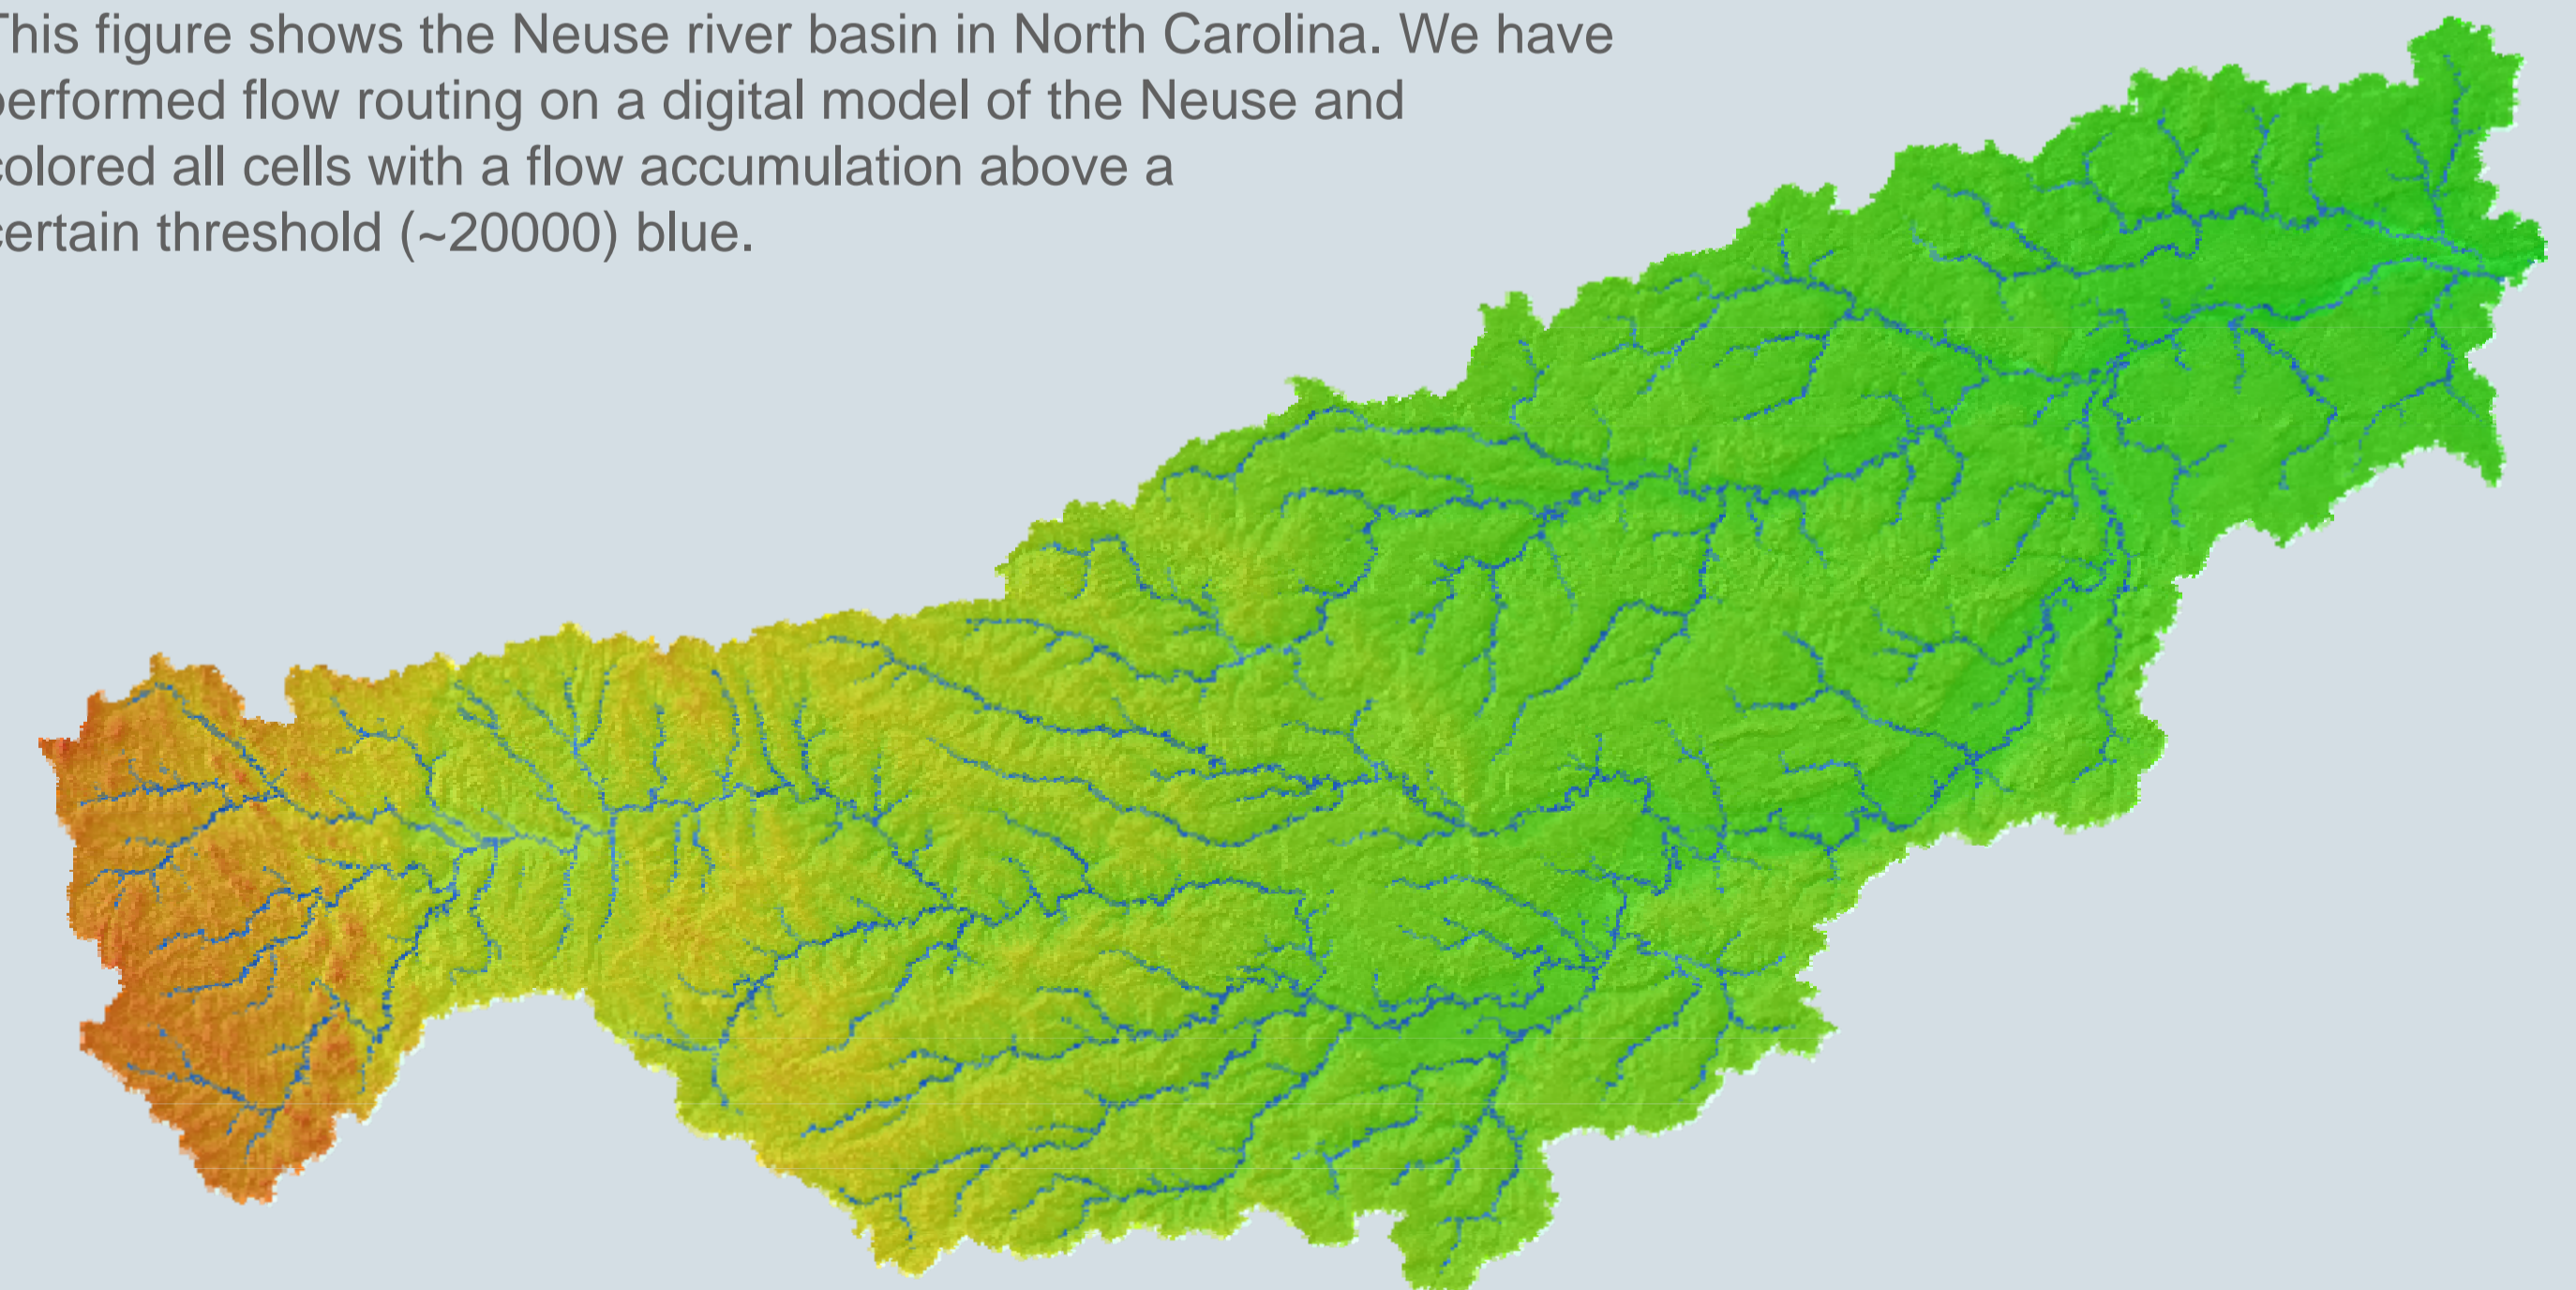 This figure shows the Neuse river basin in North Carolina. We have
performed flow routing on a digital model of the Neuse and
colored all cells with a flow accumulation above a
certain threshold (~20000) blue.